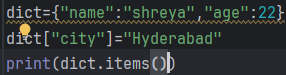 dict={"name":"shreya","age":22}
dict["city"]="Hyderabad"
print(dict.items())